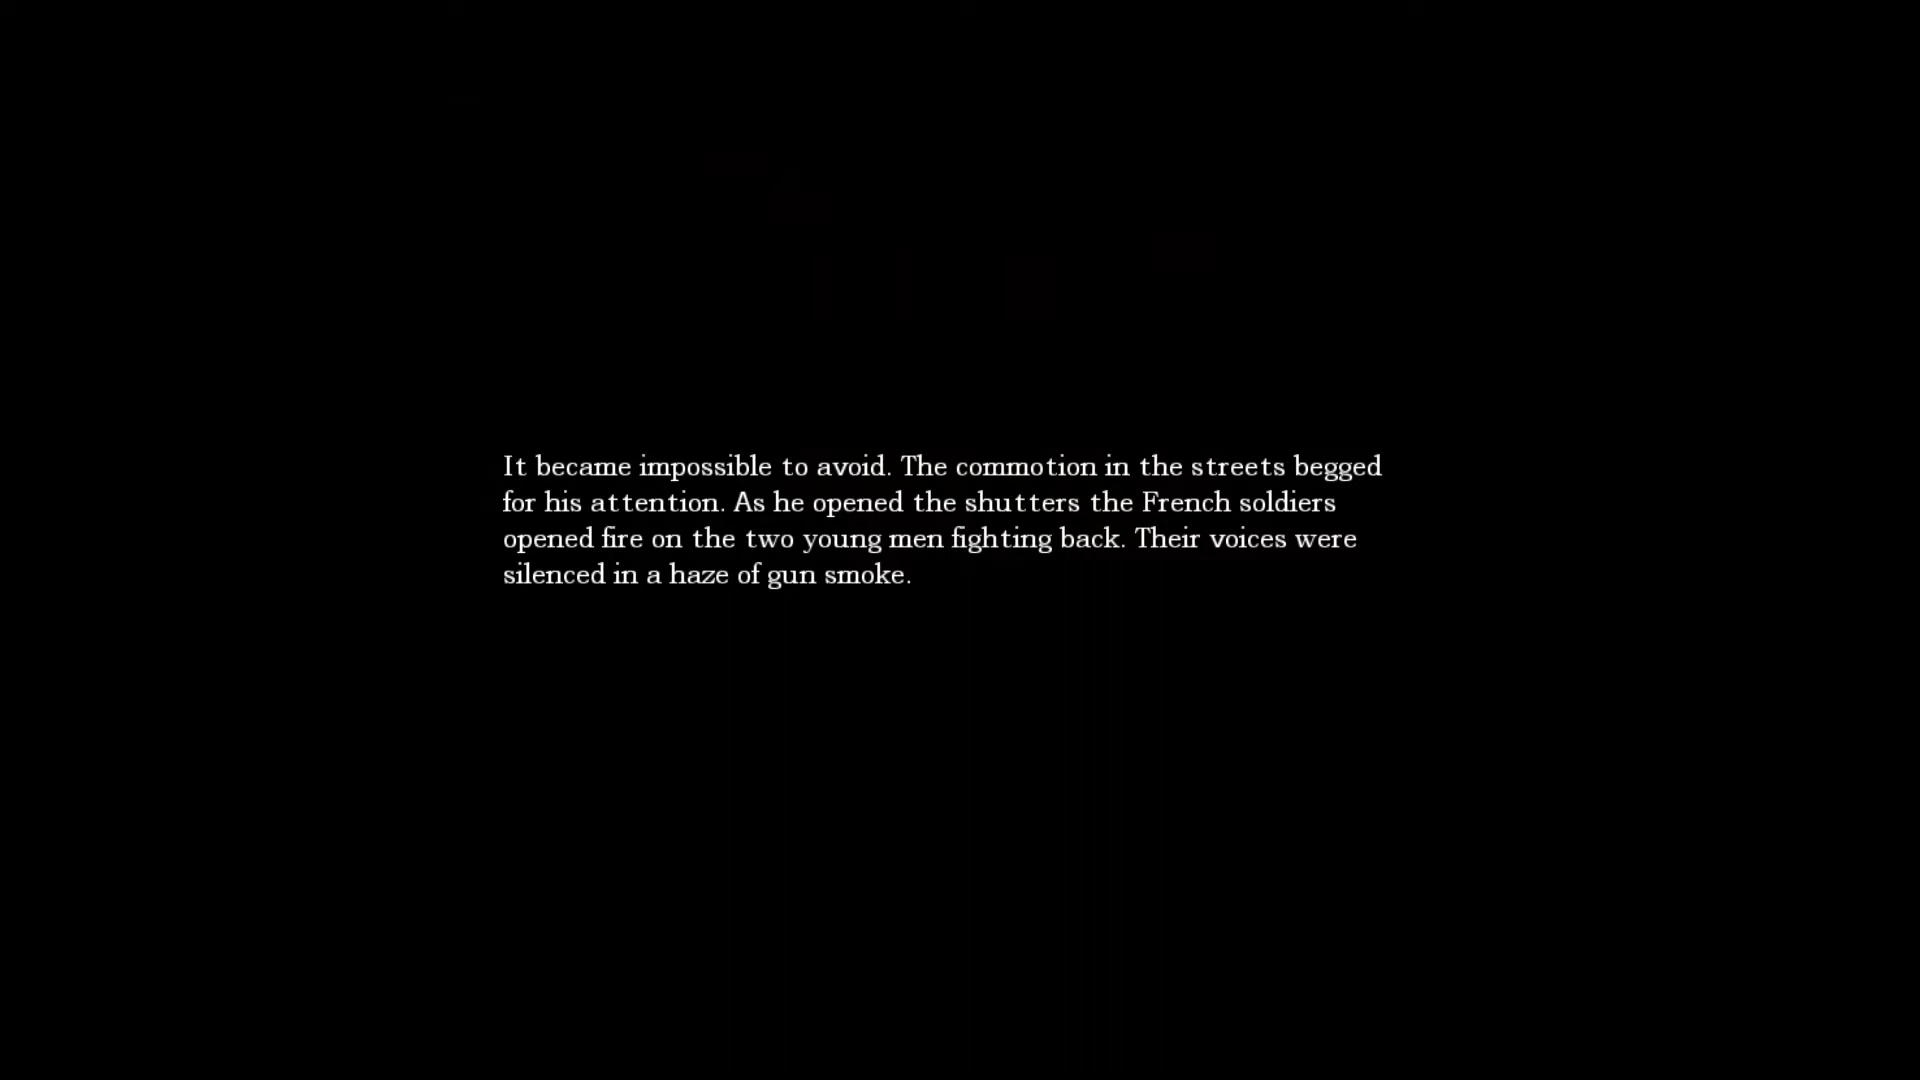 It became impossible to avoid. The commotion in the streets begged
for his attention. As he opened the shutters the French soldiers
opened fire on the two young men fighting back. Their voices were
silenced in a haze of gun smoke.